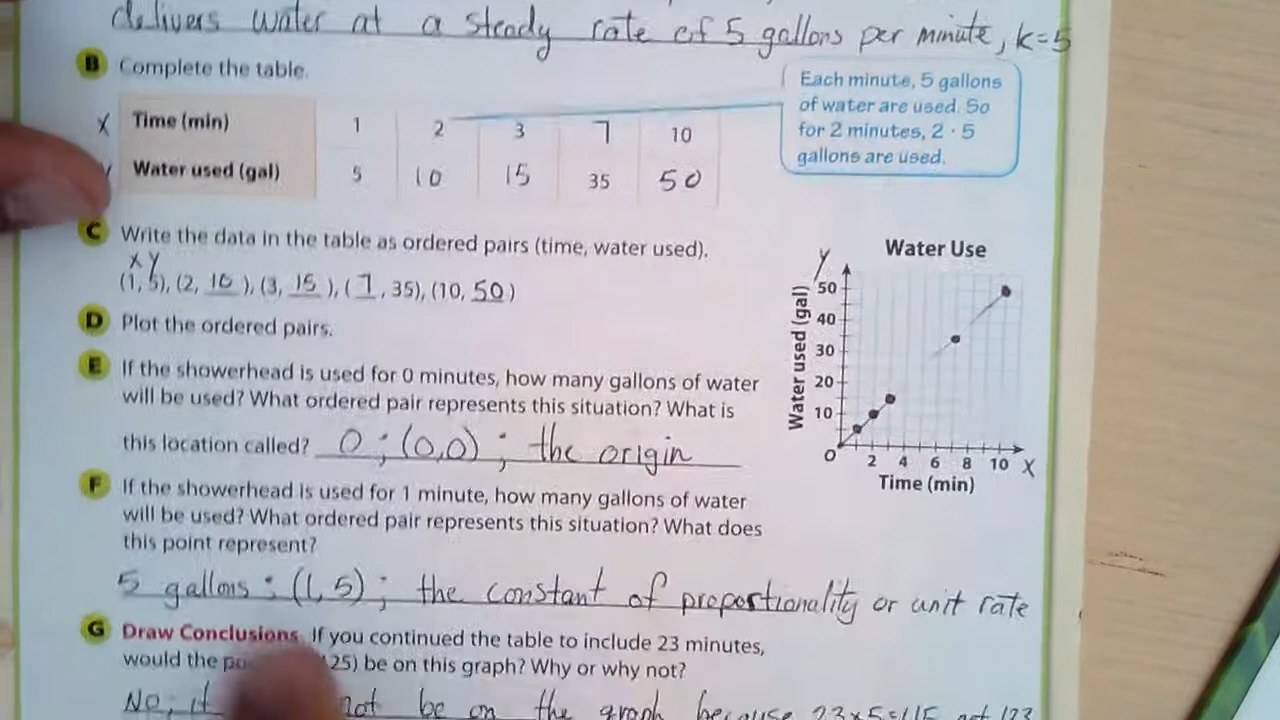 delivers water at a steady rate of 5 gallons per minute, k=5
B Complete the table.
Each minute, 5 gallons
of water are used. So
for 2 minutes, 2 · 5
gallons are used.
X Time (min) 1 2 3 7 10
Water used (gal) 5 10 15 35 50
C Write the data in the table as ordered pairs (time, water used).
X Y
(1, 5), (2, 10 ), (3, 15 ), ( 7 , 35), (10, 50 )
D Plot the ordered pairs.
E If the showerhead is used for 0 minutes, how many gallons of water
will be used? What ordered pair represents this situation? What is
this location called? 0 ; (0,0) ; the origin
Water Use
Y
Water used (gal)
50
40
30
20
10
O 2 4 6 8 10 X
Time (min)
F If the showerhead is used for 1 minute, how many gallons of water
will be used? What ordered pair represents this situation? What does
this point represent?
5 gallons ; (1, 5) ; the constant of proportionality or unit rate
G Draw Conclusions If you continued the table to include 23 minutes,
would the 125) be on this graph? Why or why not?
No; it not be on the graph because 23x5=115 not 123